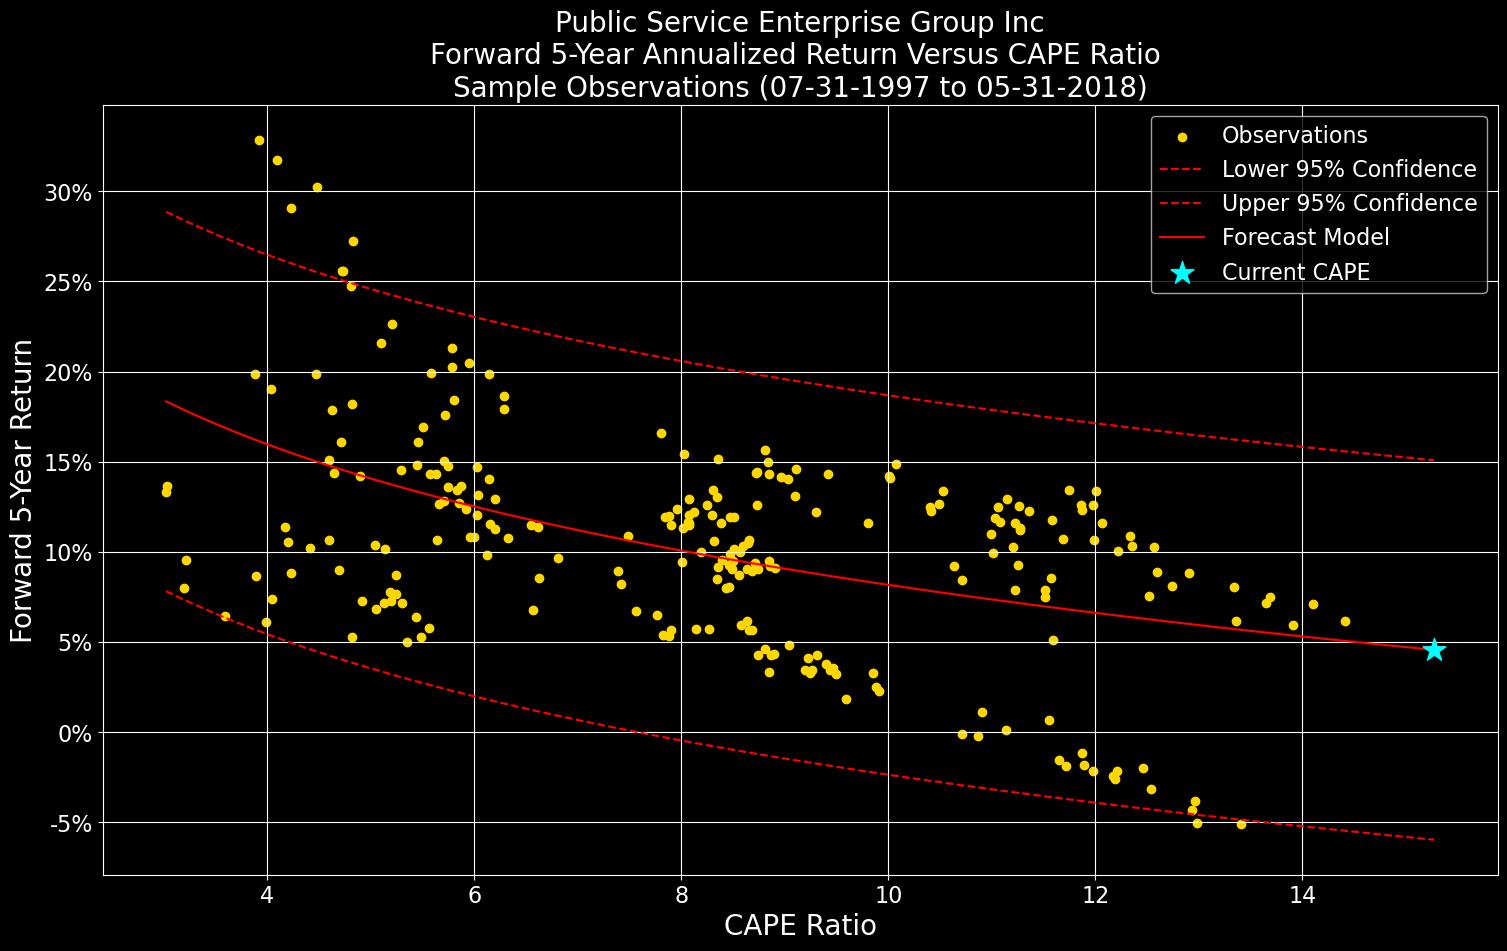 Public Service Enterprise Group Inc
Forward 5-Year Annualized Return Versus CAPE Ratio
Sample Observations (07-31-1997 to 05-31-2018)
Observations
Lower 95% Confidence
Upper 95% Confidence
Forecast Model
Current CAPE
Forward 5-Year Return
30%
25%
20%
15%
10%
5%
0%
-5%
4 6 8 10 12 14
CAPE Ratio